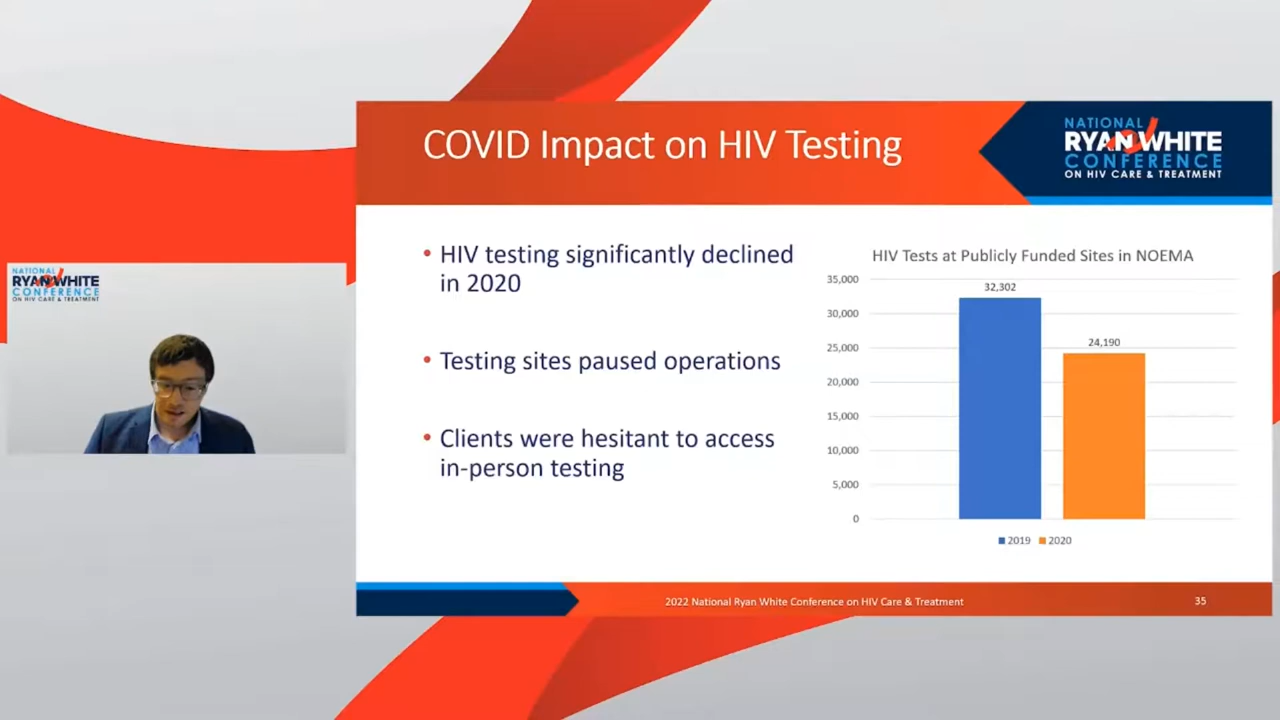 COVID Impact on HIV Testing
NATIONAL
RYAN WHITE
CONFERENCE
ON HIV CARE & TREATMENT
• HIV testing significantly declined
in 2020
• Testing sites paused operations
• Clients were hesitant to access
in-person testing
HIV Tests at Publicly Funded Sites in NOEMA
35,000
30,000
25,000
20,000
15,000
10,000
5,000
0
32,302
24,190
2019 2020
2022 National Ryan White Conference on HIV Care & Treatment
35
NATIONAL
RYAN WHITE
CONFERENCE
ON HIV CARE & TREATMENT